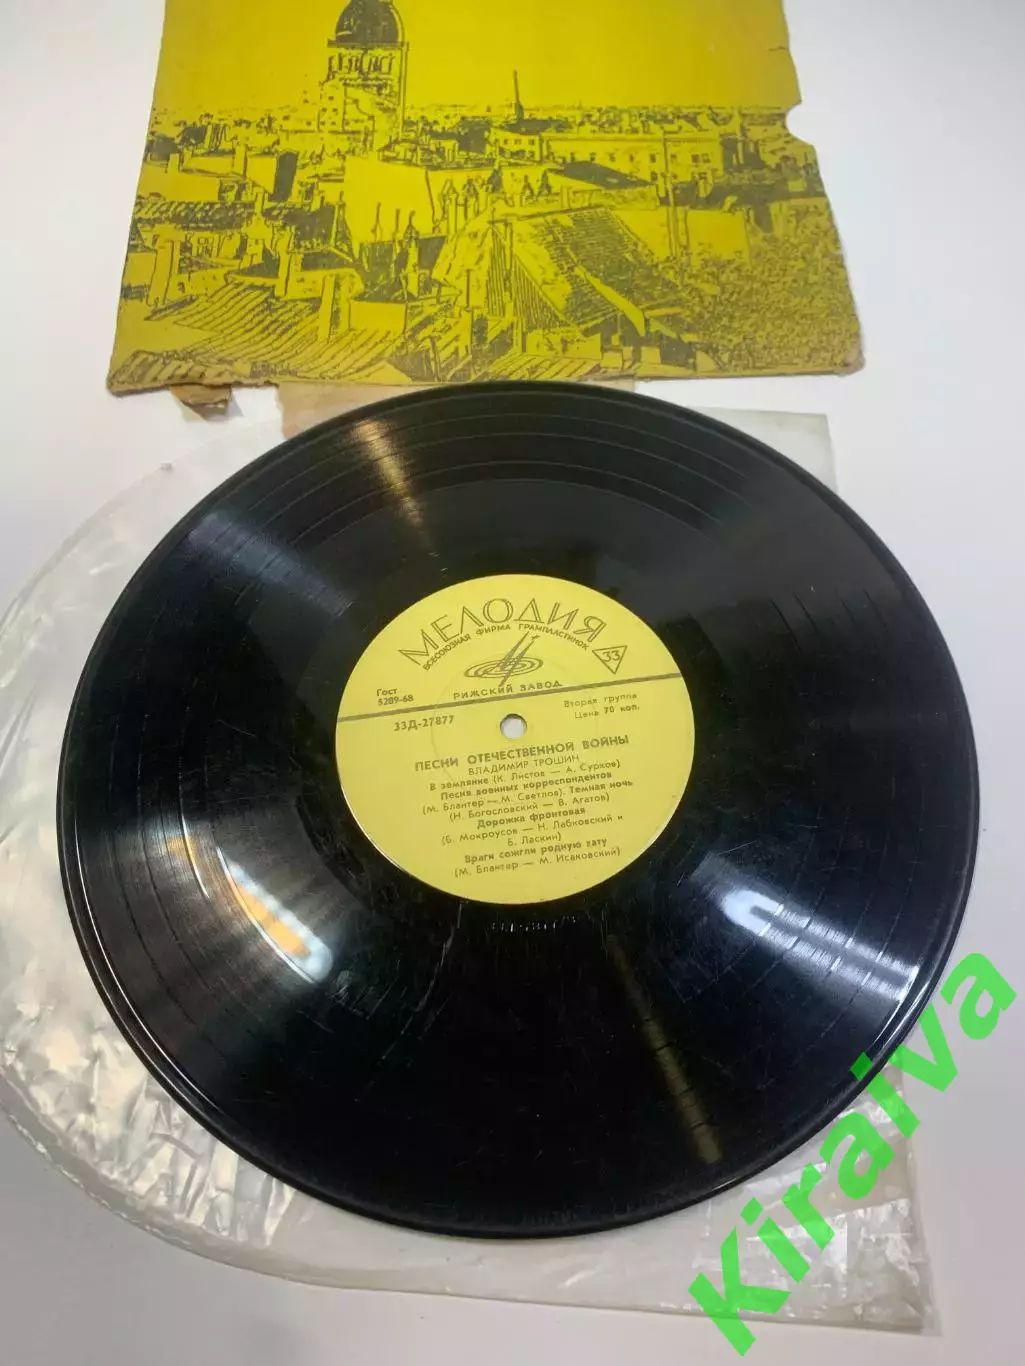 МЕЛОДИЯ
ВСЕСОЮЗНАЯ ФИРМА ГРАМПЛАСТИНОК
33
РИЖСКИЙ ЗАВОД
Гост
5289-68
Вторая группа
Цена 70 коп.
33Д-27877
ПЕСНИ ОТЕЧЕСТВЕННОЙ ВОЙНЫ
ВЛАДИМИР ТРОШИН
В землянке (К. Листов — А. Сурков)
Песня военных корреспондентов
(М. Блантер — М. Светлов). Темная ночь
(Н. Богословский — В. Агатов)
Дорожка фронтовая
(Б. Мокроусов — Н. Лабковский и
Б. Ласкин)
Враги сожгли родную хату
(М. Блантер — М. Исаковский)
Kiraiva